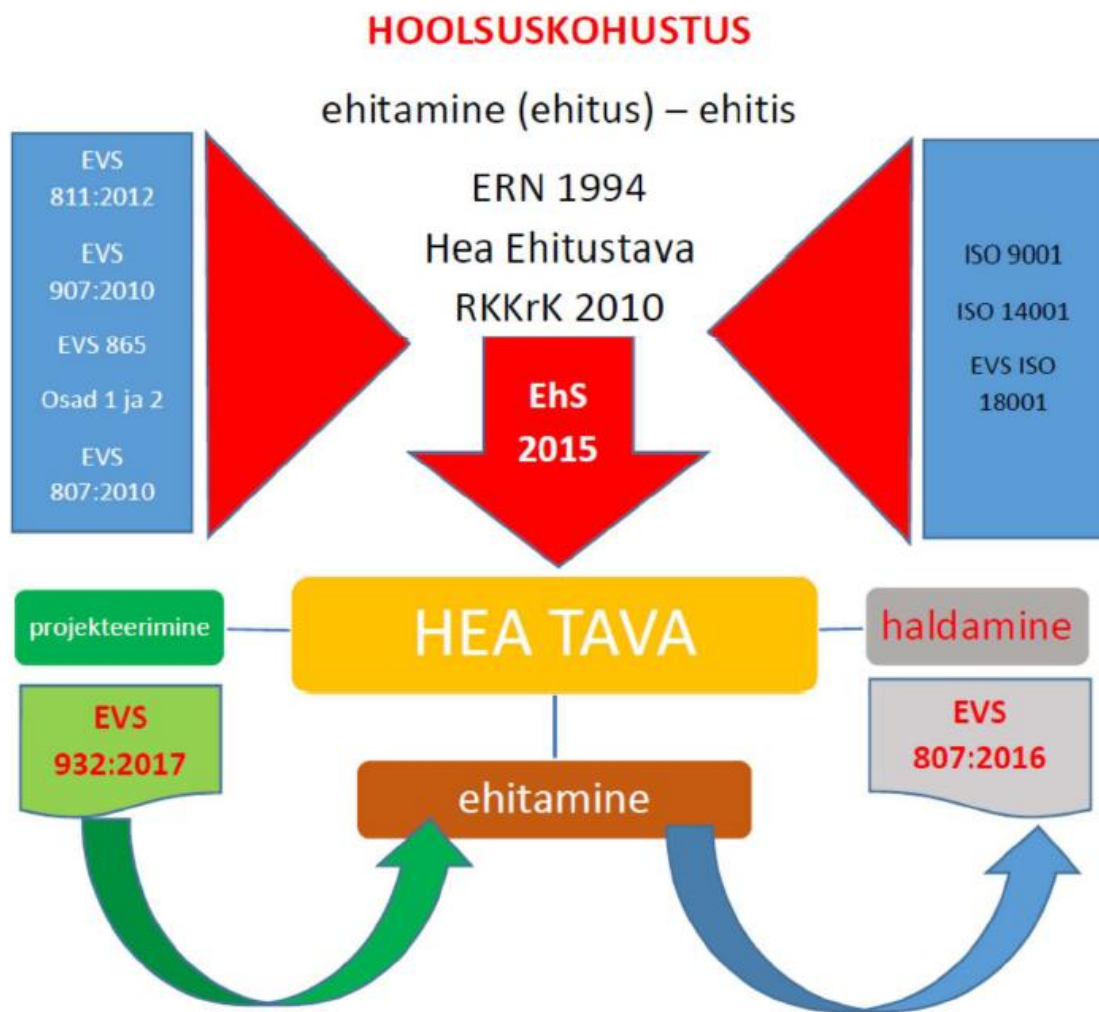 HOOLSUSKOHUSTUS
ehitamine (ehitus) – ehitis
EVS
811:2012
EVS
907:2010
EVS 865
Osad 1 ja 2
EVS
807:2010
ERN 1994
Hea Ehitustava
RKKrK 2010
EhS
2015
ISO 9001
ISO 14001
EVS ISO
18001
projekteerimine
HEA TAVA
haldamine
EVS
932:2017
ehitamine
EVS
807:2016